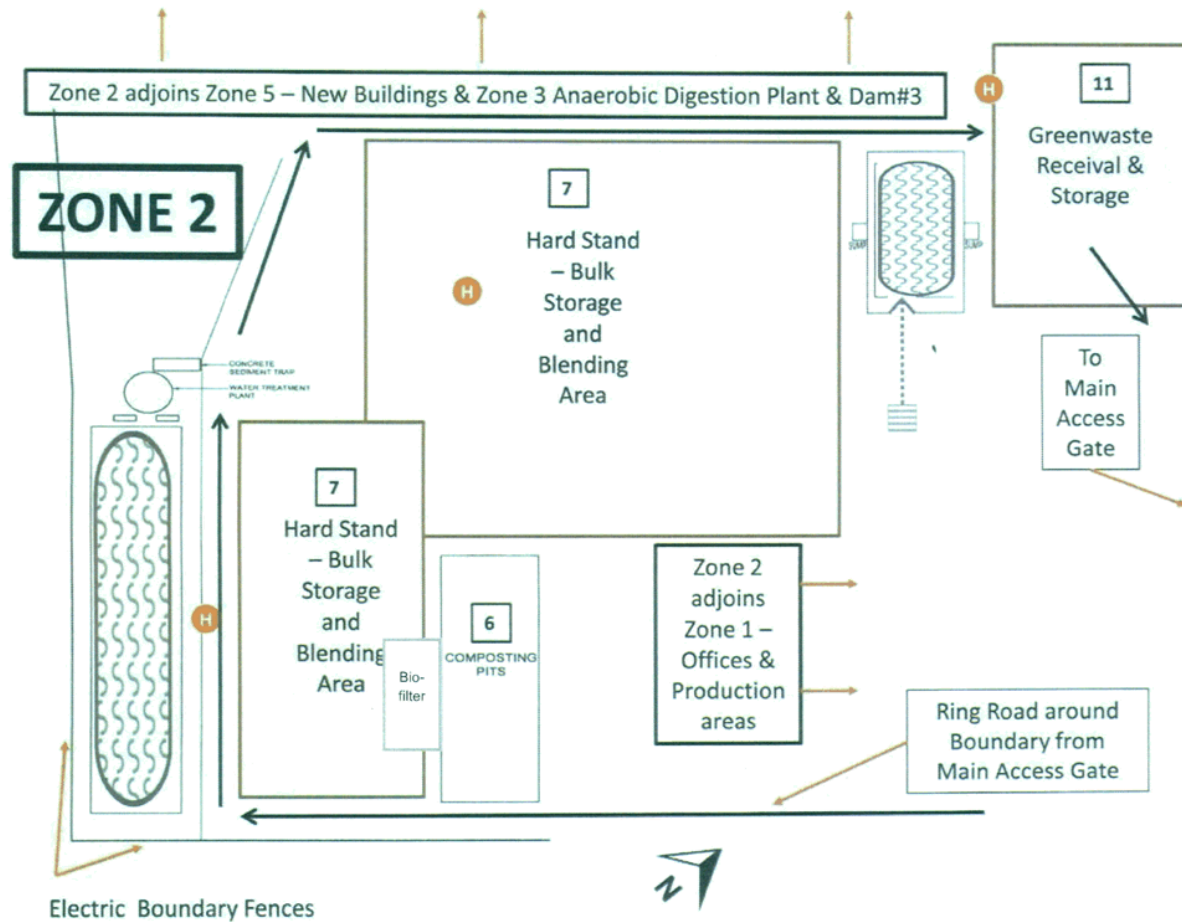 Zone 2 adjoins Zone 5 – New Buildings & Zone 3 Anaerobic Digestion Plant & Dam#3
H
11
Greenwaste
Receival &
Storage
ZONE 2
7
Hard Stand
– Bulk
Storage
and
Blending
Area
H
SUMP
SUMP
To
Main
Access
Gate
CONCRETE
SEDIMENT TRAP
WATER TREATMENT
PLANT
7
Hard Stand
– Bulk
Storage
and
Blending
Area
H
Bio-
filter
6
COMPOSTING
PITS
Zone 2
adjoins
Zone 1 –
Offices &
Production
areas
Ring Road around
Boundary from
Main Access Gate
N
Electric Boundary Fences